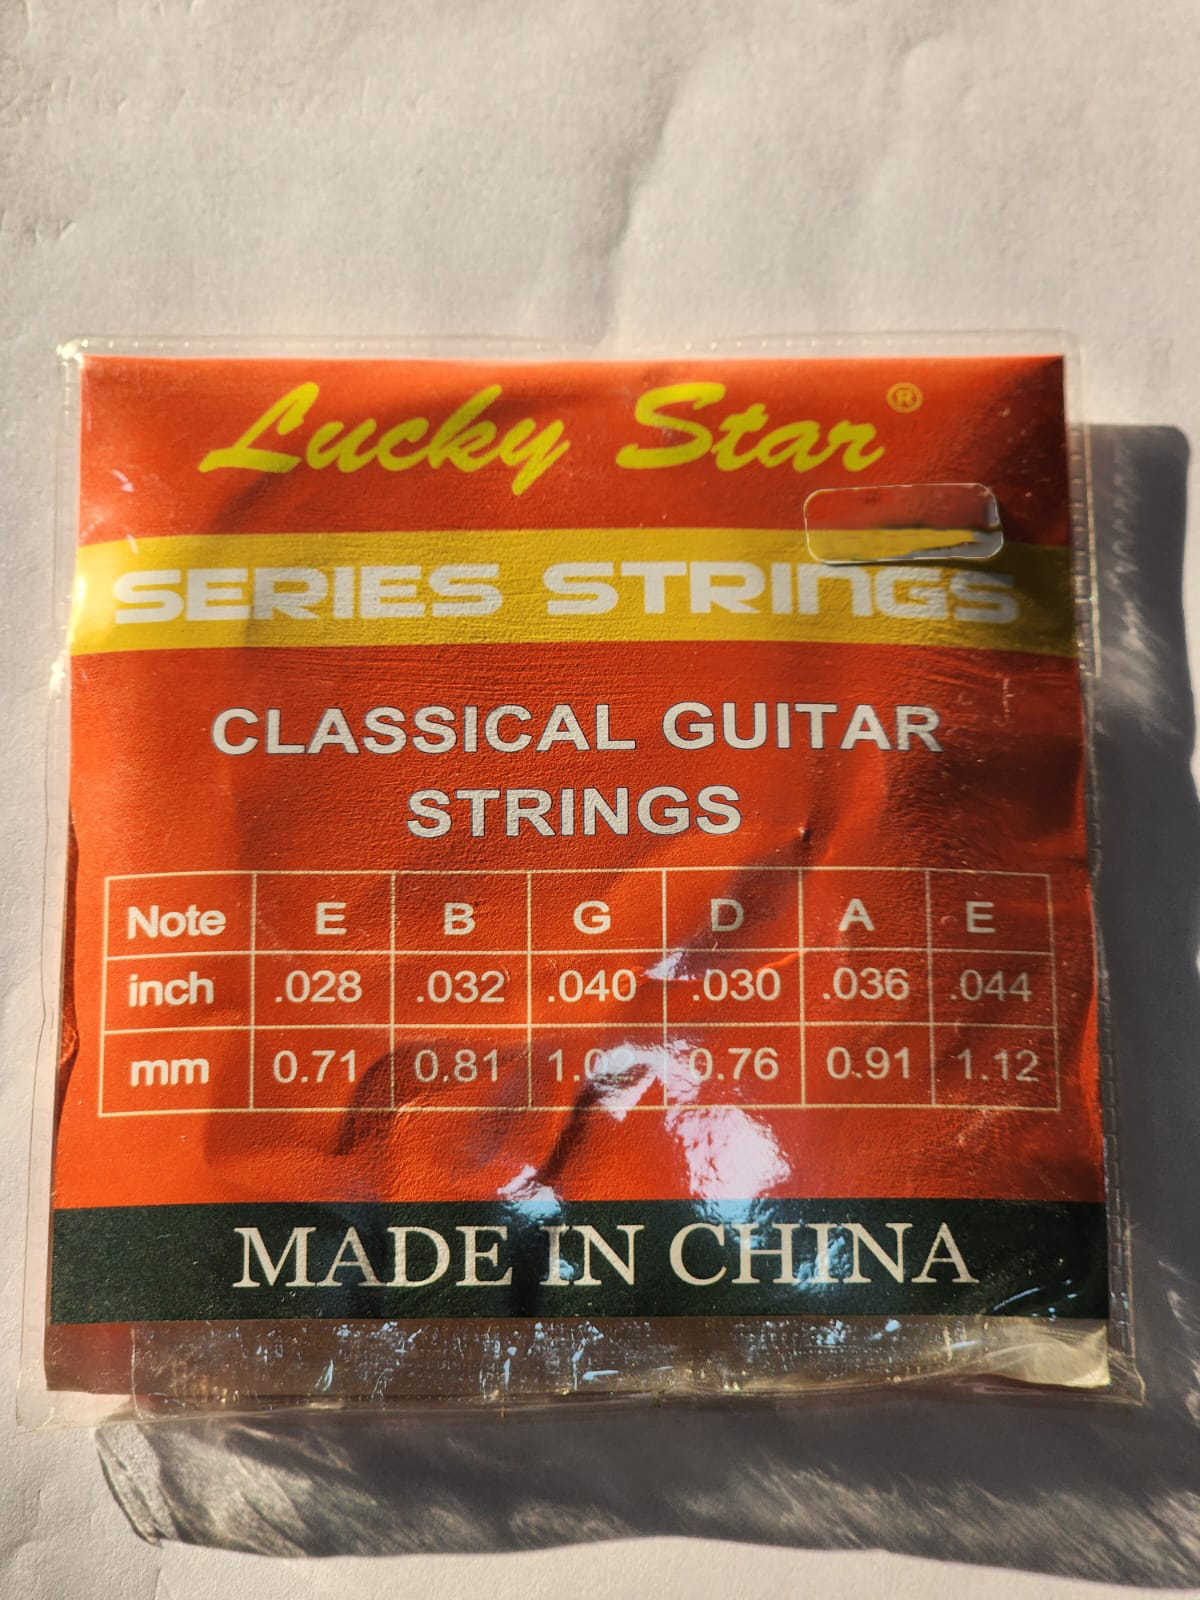 Lucky Star ®
SERIES STRINGS
CLASSICAL GUITAR
STRINGS
Note E B G D A E
inch .028 .032 .040 .030 .036 .044
mm 0.71 0.81 0.76 0.91 1.12
MADE IN CHINA